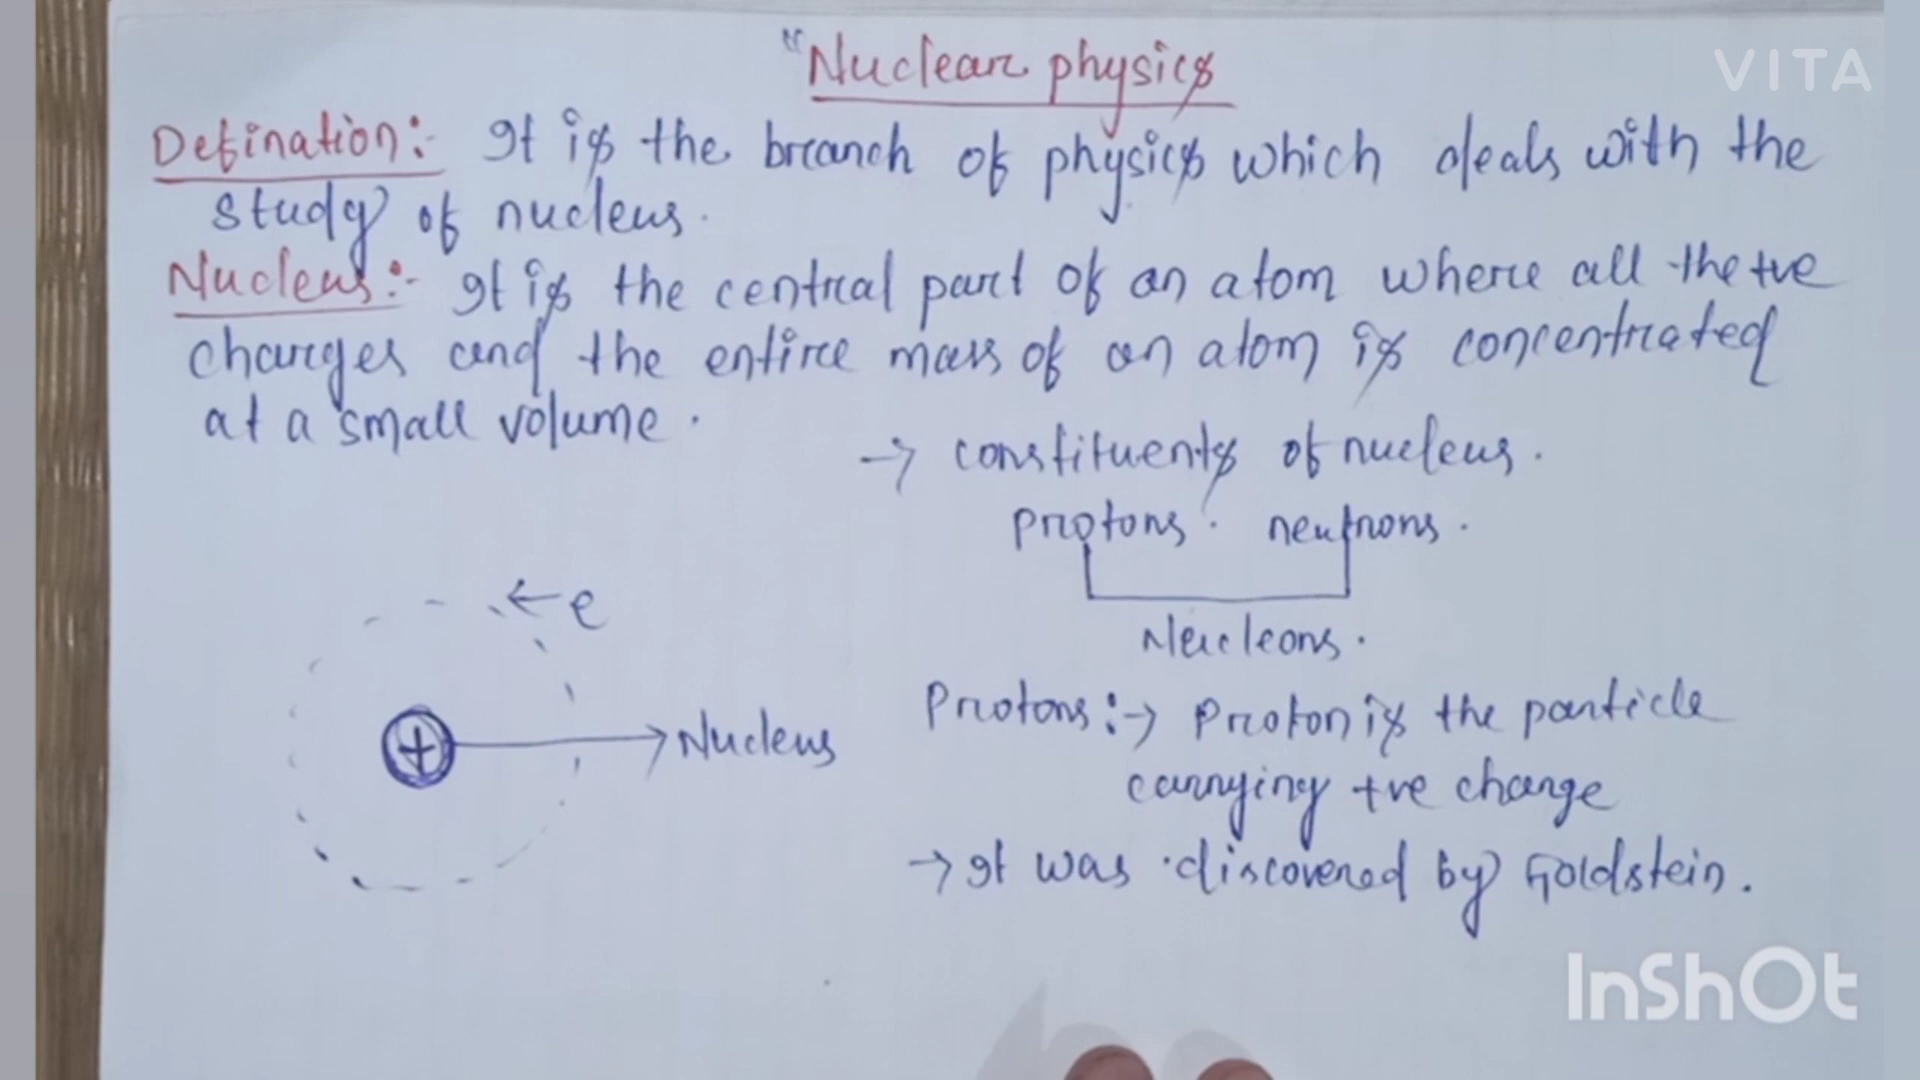 "Nuclear physics
VITA
Defination:- It is the branch of physics which deals with the
study of nucleus.
Nucleus:- It is the central part of an atom where all the +ve
charges and the entire mass of an atom is concentrated
at a small volume.
→ constituents of nucleus.
Protons. neutrons.
Nucleons.
← e
+ → Nucleus
Protons :→ Proton is the particle
carrying +ve charge
→ It was discovered by Goldstein.
InShOt